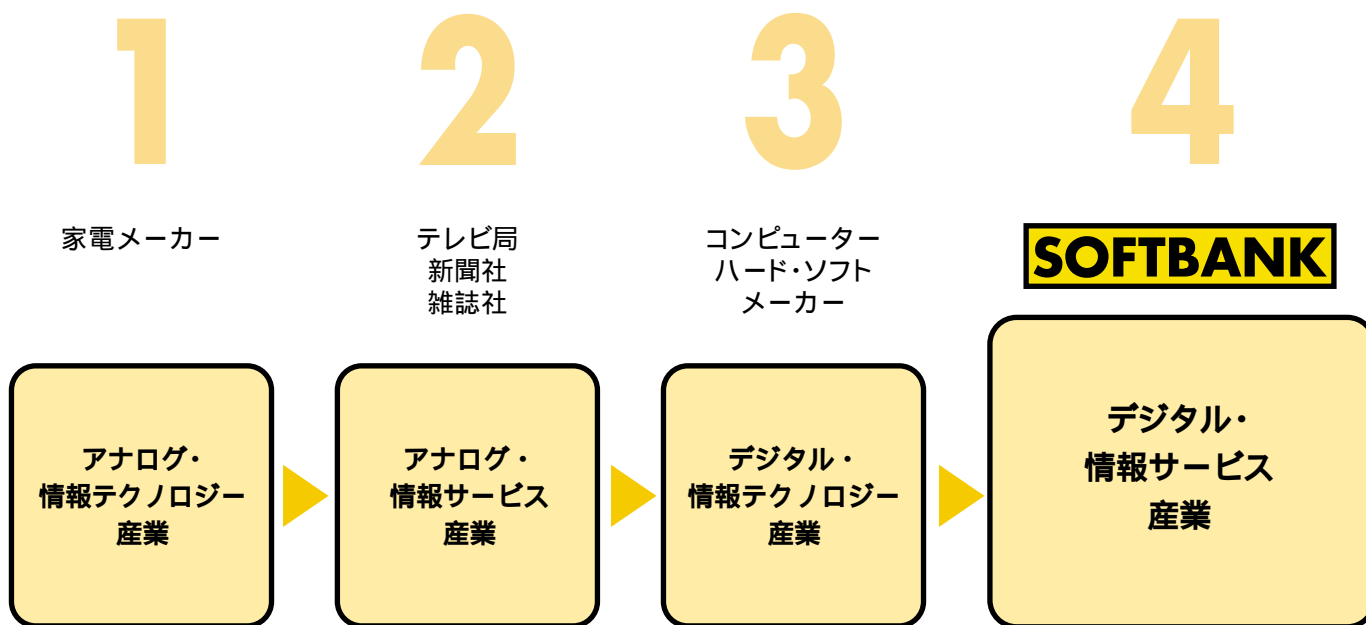 1
2
3
4
家電メーカー
テレビ局
新聞社
雑誌社
コンピューター
ハード・ソフト
メーカー
SOFTBANK
アナログ・
情報テクノロジー
産業
アナログ・
情報サービス
産業
デジタル・
情報テクノロジー
産業
デジタル・
情報サービス
産業